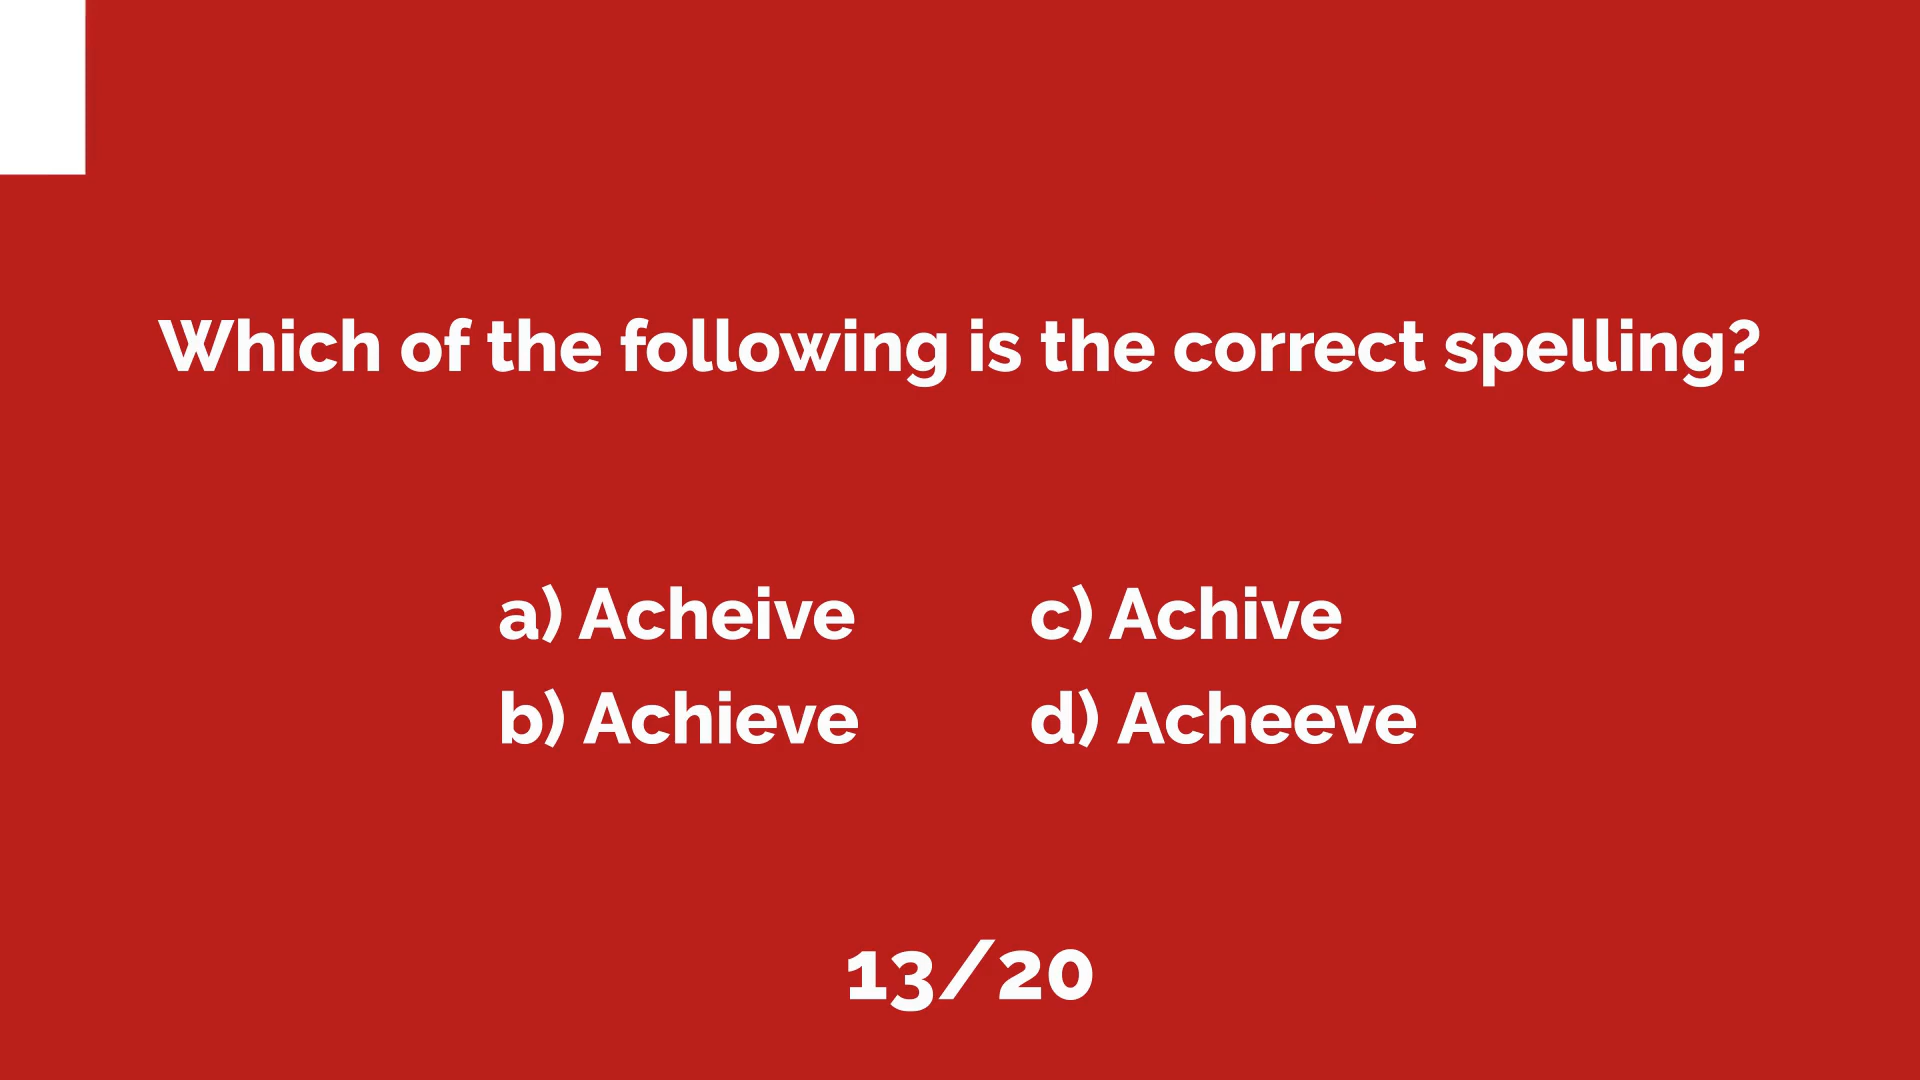 Which of the following is the correct spelling?
a) Acheive
b) Achieve
c) Achive
d) Acheeve
13/20